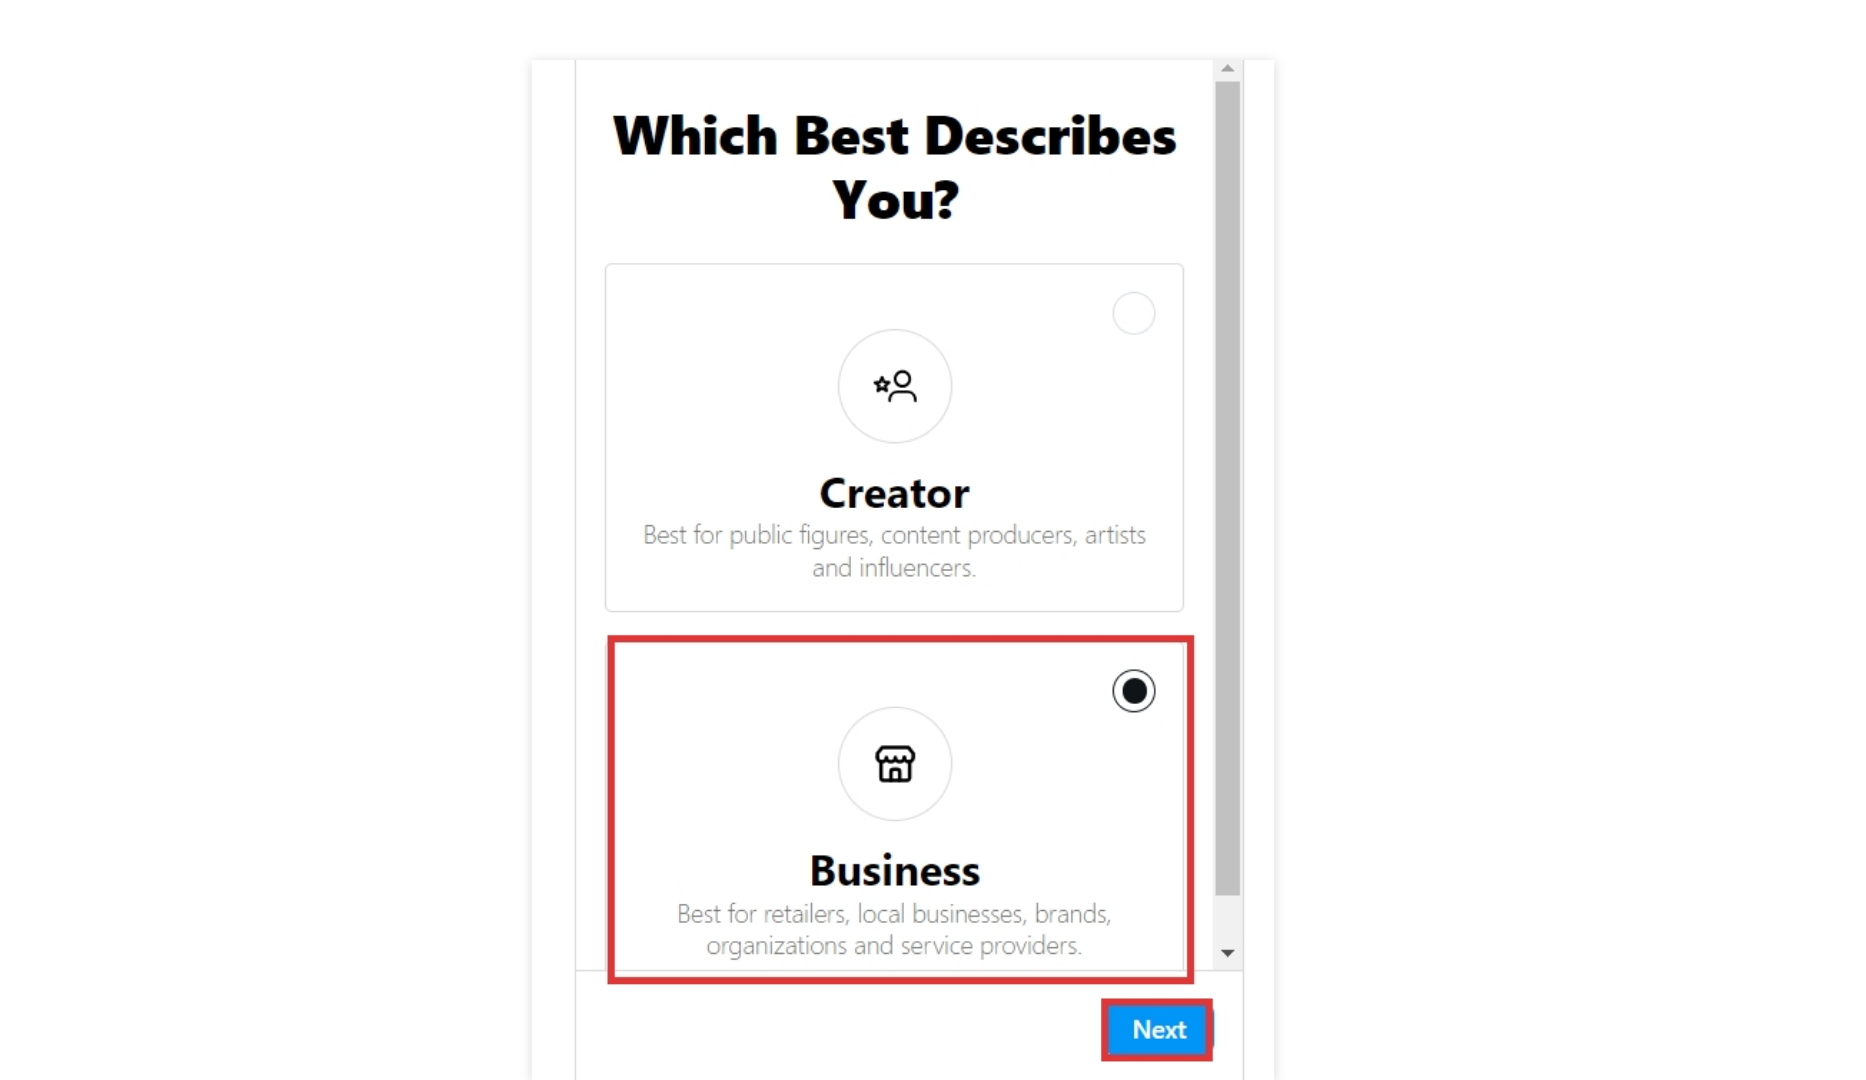 Which Best Describes
You?
Creator
Best for public figures, content producers, artists
and influencers.
Business
Best for retailers, local businesses, brands,
organizations and service providers.
Next